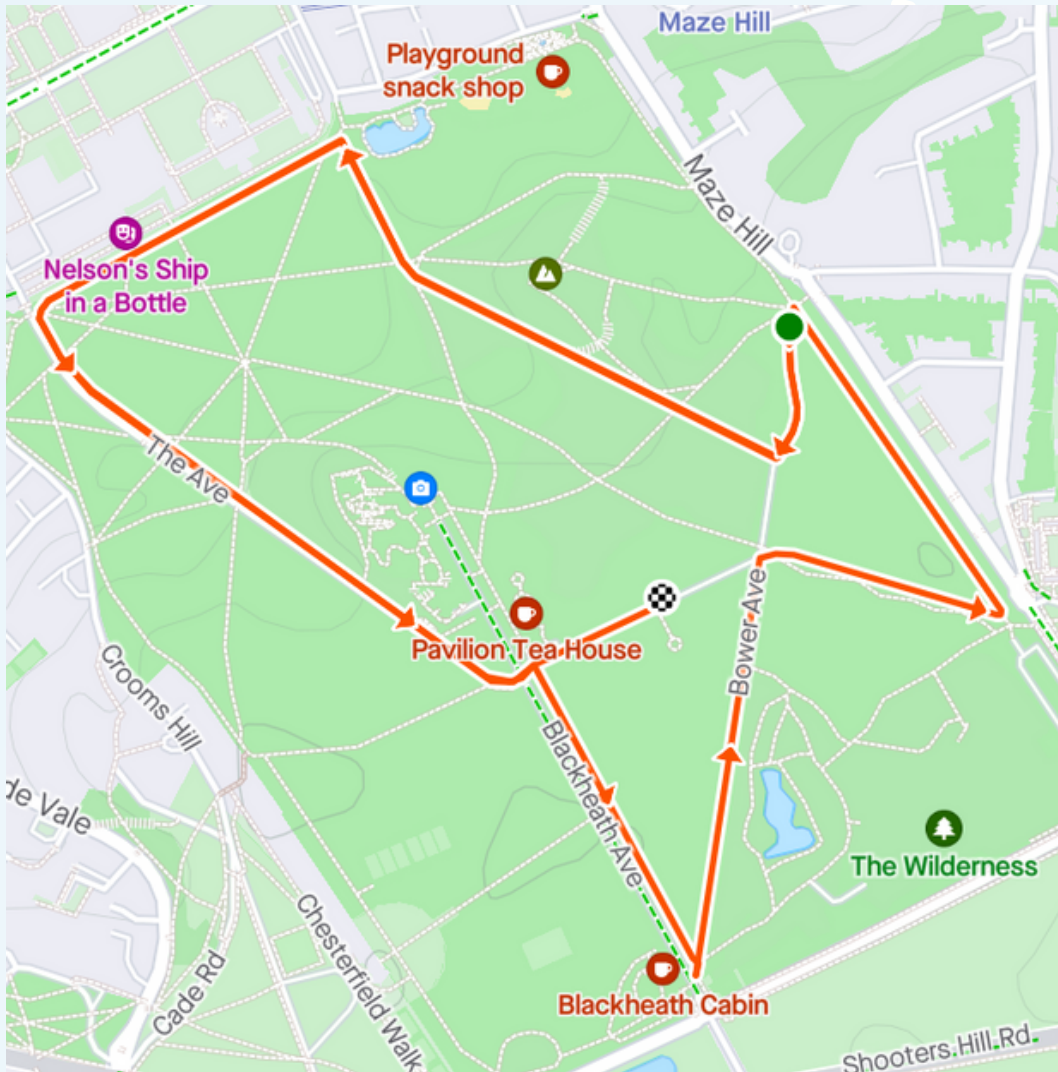 Maze Hill
Playground
snack shop
Maze Hill
Nelson's Ship
in a Bottle
The Ave
Pavilion Tea House
Bower Ave
Crooms Hill
Blackheath Ave
de Vale
The Wilderness
Chesterfield Walk
Cade Rd
Blackheath Cabin
Shooters Hill Rd